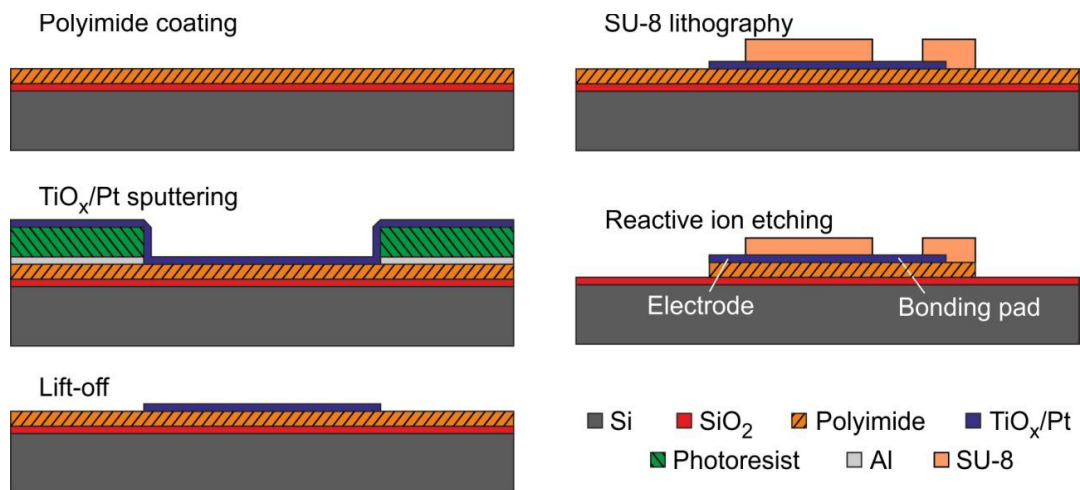 Polyimide coating
TiOx/Pt sputtering
Lift-off
SU-8 lithography
Reactive ion etching
Electrode
Bonding pad
Si
SiO2
Polyimide
TiOx/Pt
Photoresist
Al
SU-8